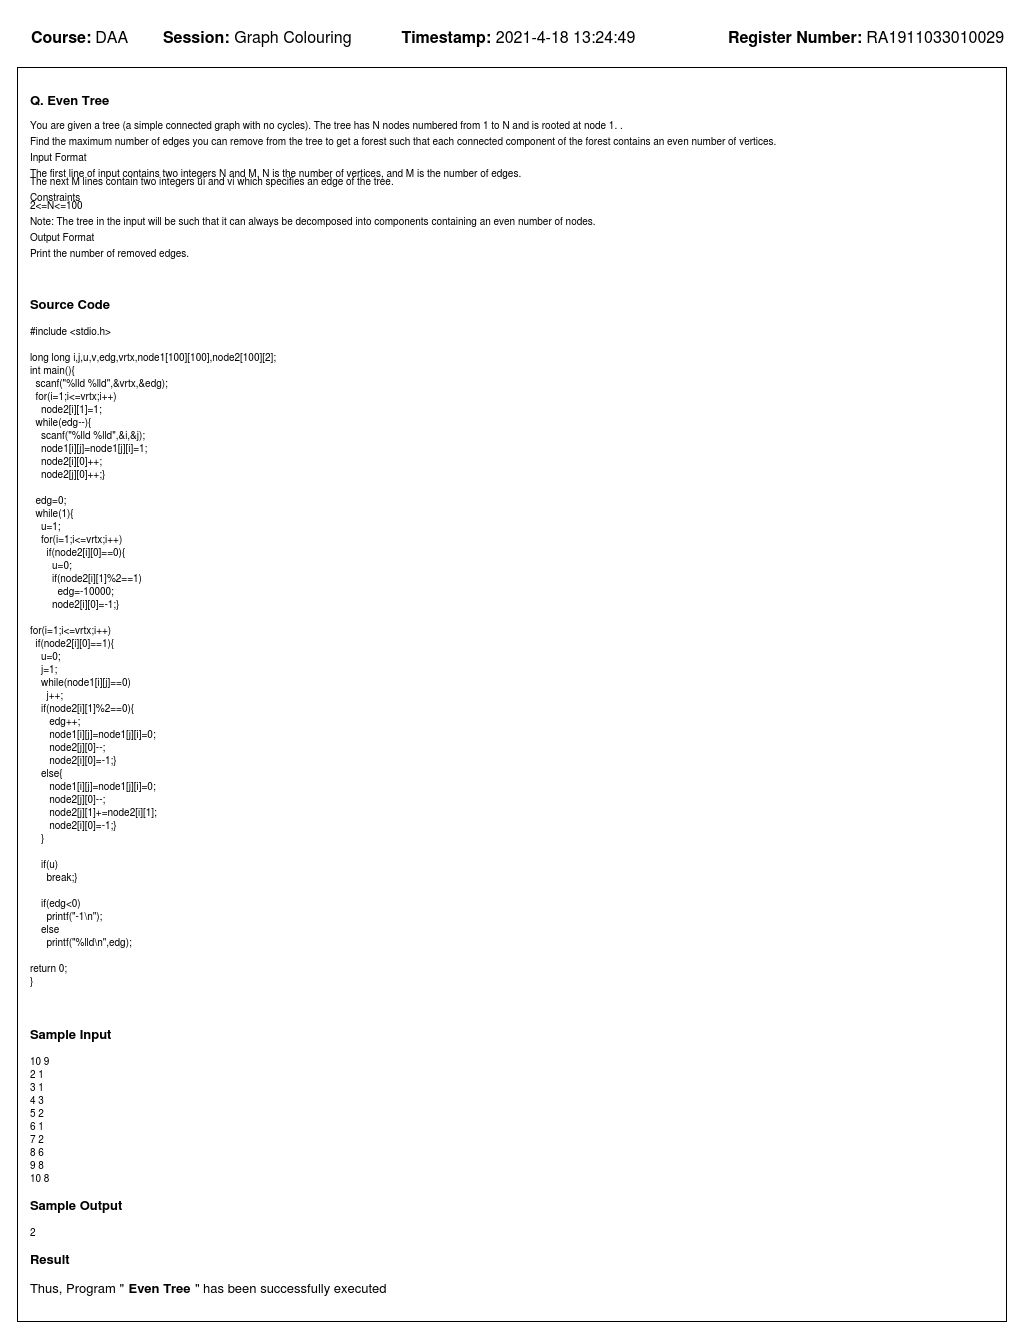 Course: DAA Session: Graph Colouring Timestamp: 2021-4-18 13:24:49 Register Number: RA1911033010029
Q. Even Tree
You are given a tree (a simple connected graph with no cycles). The tree has N nodes numbered from 1 to N and is rooted at node 1. .
Find the maximum number of edges you can remove from the tree to get a forest such that each connected component of the forest contains an even number of vertices.
Input Format
The first line of input contains two integers N and M. N is the number of vertices, and M is the number of edges.
The next M lines contain two integers ui and vi which specifies an edge of the tree.
Constraints
2<=N<=100
Note: The tree in the input will be such that it can always be decomposed into components containing an even number of nodes.
Output Format
Print the number of removed edges.
Source Code
#include <stdio.h>
long long i,j,u,v,edg,vrtx,node1[100][100],node2[100][2];
int main(){
scanf("%lld %lld",&vrtx,&edg);
for(i=1;i<=vrtx;i++)
node2[i][1]=1;
while(edg--){
scanf("%lld %lld",&i,&j);
node1[i][j]=node1[j][i]=1;
node2[i][0]++;
node2[j][0]++;}
edg=0;
while(1){
u=1;
for(i=1;i<=vrtx;i++)
if(node2[i][0]==0){
u=0;
if(node2[i][1]%2==1)
edg=-10000;
node2[i][0]=-1;}
for(i=1;i<=vrtx;i++)
if(node2[i][0]==1){
u=0;
j=1;
while(node1[i][j]==0)
j++;
if(node2[i][1]%2==0){
edg++;
node1[i][j]=node1[j][i]=0;
node2[j][0]--;
node2[i][0]=-1;}
else{
node1[i][j]=node1[j][i]=0;
node2[j][0]--;
node2[j][1]+=node2[i][1];
node2[i][0]=-1;}
}
if(u)
break;}
if(edg<0)
printf("-1\n");
else
printf("%lld\n",edg);
return 0;
}
Sample Input
10 9
2 1
3 1
4 3
5 2
6 1
7 2
8 6
9 8
10 8
Sample Output
2
Result
Thus, Program " Even Tree " has been successfully executed